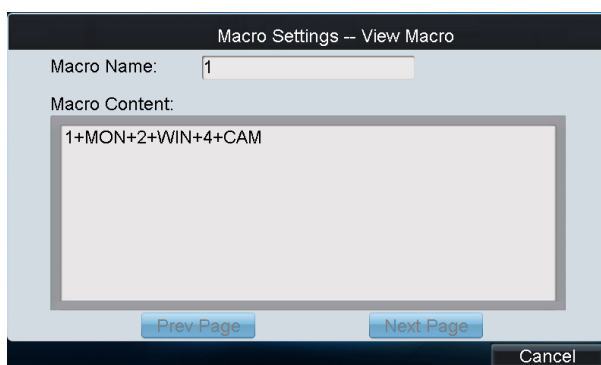 Macro Settings -- View Macro
Macro Name: 1
Macro Content:
1+MON+2+WIN+4+CAM
Prev Page Next Page
Cancel